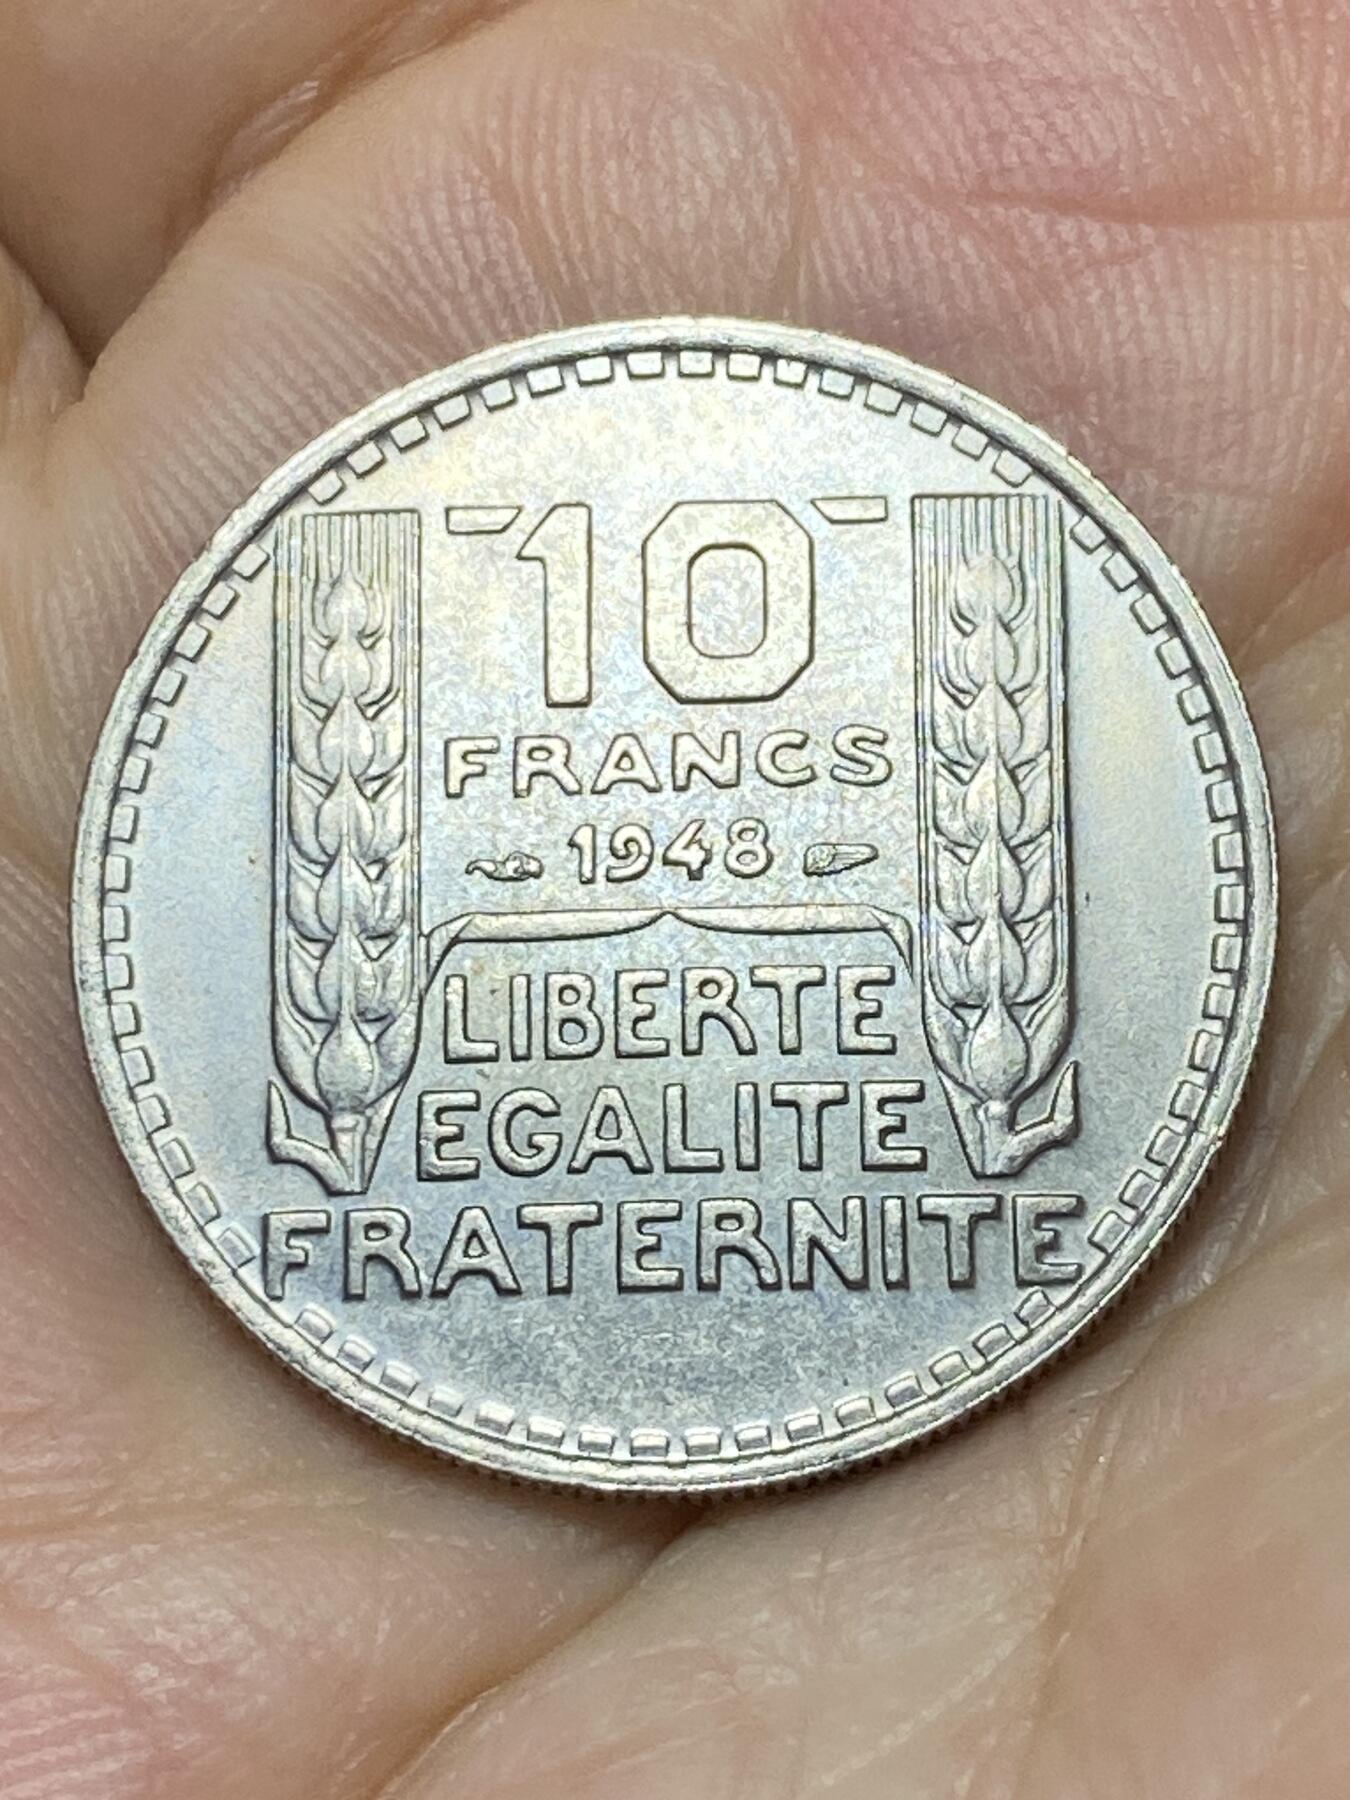 10
FRANCS
1948
LIBERTE
EGALITE
FRATERNITE